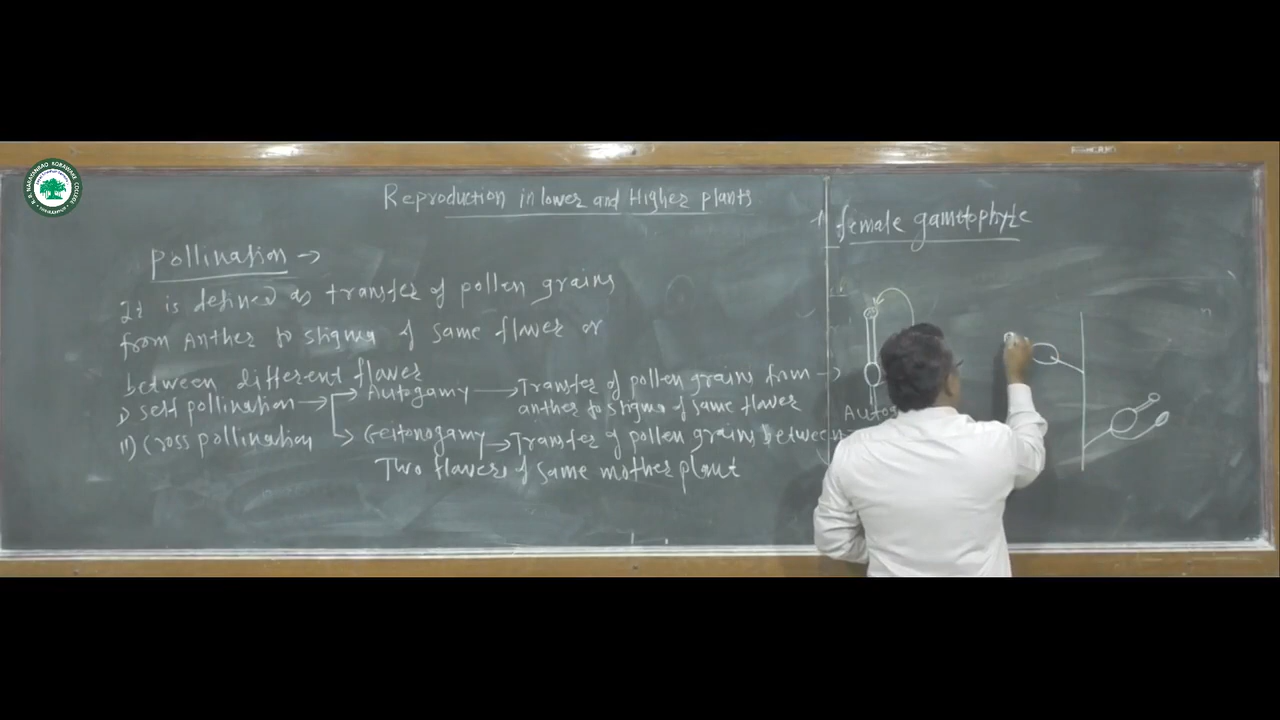 Reproduction in lower and Higher plants
Pollination →
It is defined as transfer of pollen grains
from Anther to stigma of same flower or
between different flower
i) Self pollination → Autogamy → Transfer of pollen grains from
anther to stigma of same flower
ii) Cross pollination
Geitonogamy → Transfer of pollen grains between
Two flowers of same mother plant
female gametophyte
Autog